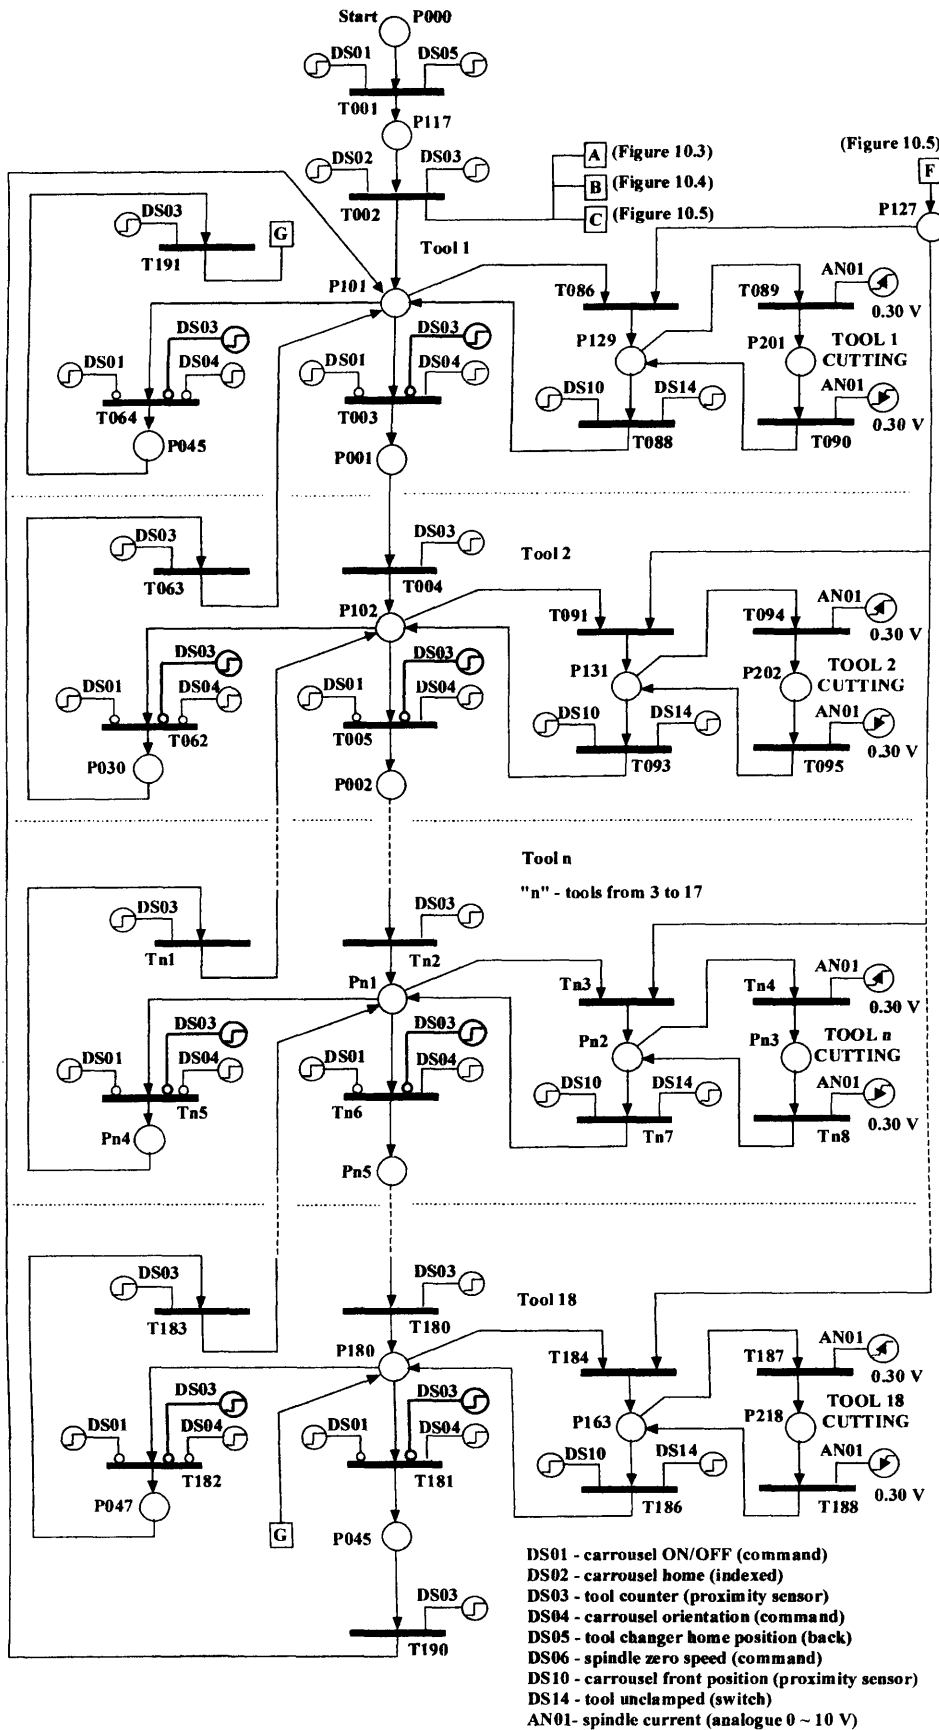 Start P000
DS01 DS05
T001
P117
DS02 DS03
A (Figure 10.3)
B (Figure 10.4)
C (Figure 10.5)
T002
(Figure 10.5)
F
P127
DS03
G
T191
Tool 1
P101
T086
T089 AN01
0.30 V
DS03 DS03
DS01 DS04 DS01 DS04
P129
P201 TOOL 1
CUTTING
T064 T003
DS10 DS14
AN01
0.30 V
P045
P001
T088
T090
DS03 DS03
Tool 2
T063
T004
P102
T091
T094 AN01
0.30 V
DS03 DS03
DS01 DS04 DS01 DS04
P131
P202 TOOL 2
CUTTING
T062 T005
DS10 DS14
AN01
0.30 V
P030
P002
T093
T095
Tool n
"n" - tools from 3 to 17
DS03 DS03
Tn1
Tn2
Pn1
Tn3
Tn4 AN01
0.30 V
DS03 DS03
DS01 DS04 DS01 DS04
Pn2
Pn3 TOOL n
CUTTING
Tn5 Tn6
DS10 DS14
AN01
0.30 V
Pn4
Pn5
Tn7
Tn8
DS03 DS03
Tool 18
T183
T180
P180
T184
T187 AN01
0.30 V
DS03 DS03
DS01 DS04 DS01 DS04
P163
P218 TOOL 18
CUTTING
T182 T181
DS10 DS14
AN01
0.30 V
P047
G
P045
T186
T188
DS03
T190
DS01 - carrousel ON/OFF (command)
DS02 - carrousel home (indexed)
DS03 - tool counter (proximity sensor)
DS04 - carrousel orientation (command)
DS05 - tool changer home position (back)
DS06 - spindle zero speed (command)
DS10 - carrousel front position (proximity sensor)
DS14 - tool unclamped (switch)
AN01- spindle current (analogue 0 ~ 10 V)